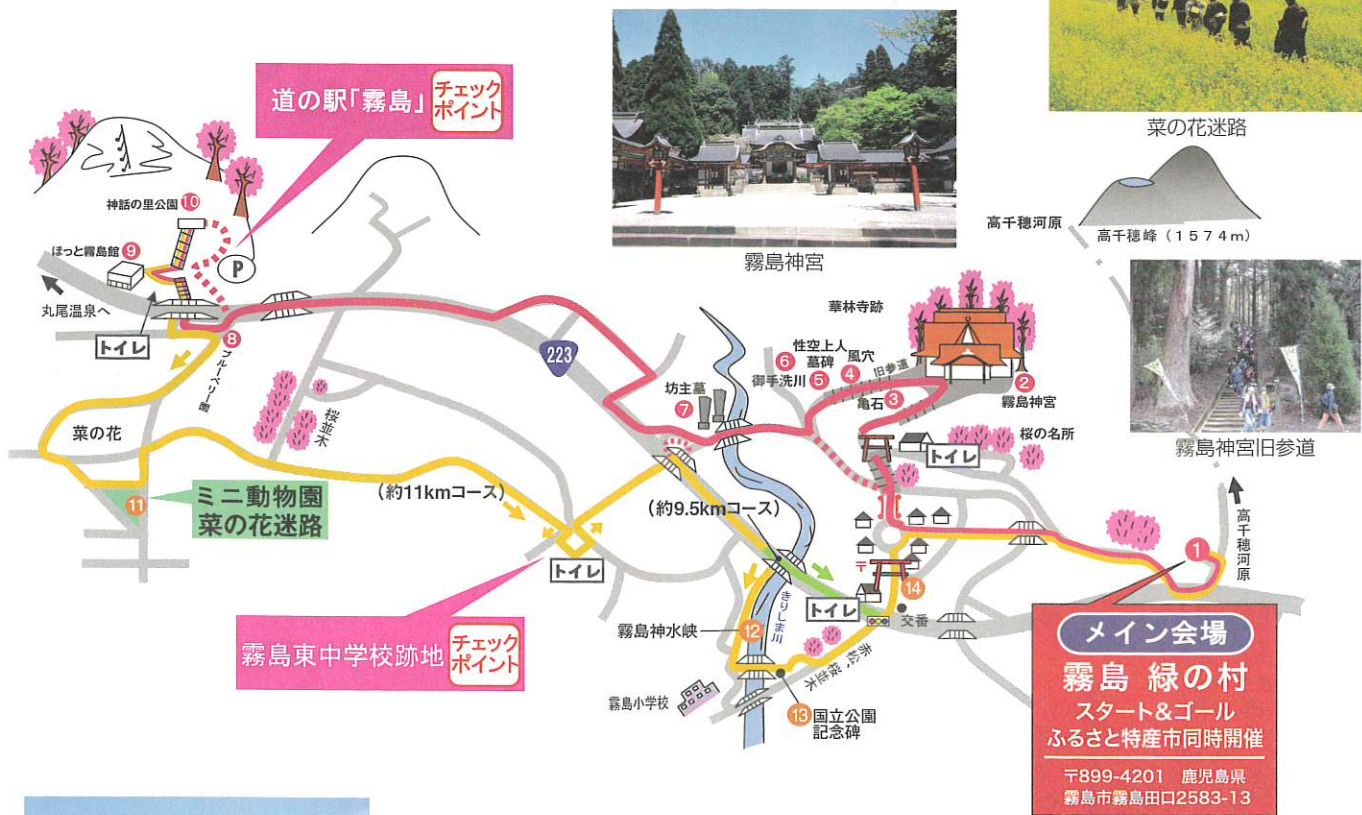 菜の花迷路
霧島神宮
高千穂河原
高千穂峰（1574m）
霧島神宮旧参道
道の駅「霧島」
チェック
ポイント
神話の里公園 10
ほっと霧島館 9
P
丸尾温泉へ
トイレ
8
ブルーベリー園
桜並木
菜の花
11
ミニ動物園
菜の花迷路
（約11kmコース）
トイレ
霧島東中学校跡地
チェック
ポイント
223
華林寺跡
6
性空上人
墓碑
風穴
御手洗川 5
4
旧参道
3
亀石
2
霧島神宮
坊主墓
7
桜の名所
トイレ
（約9.5kmコース）
〒
14
トイレ
交番
きりしま川
霧島神水峡
12
赤松、桜並木
霧島小学校
13 国立公園
記念碑
1
高千穂河原
メイン会場
霧島 緑の村
スタート&ゴール
ふるさと特産市同時開催
〒899-4201 鹿児島県
霧島市霧島田口2583-13